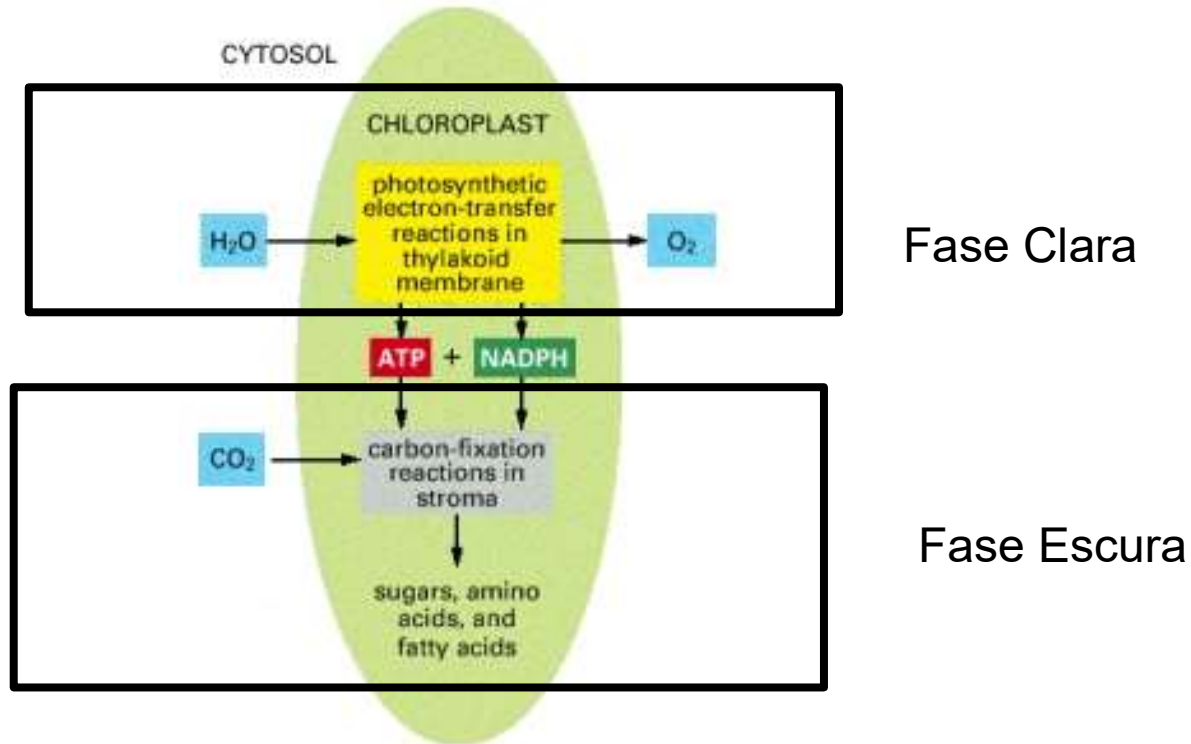 CYTOSOL
CHLOROPLAST
photosynthetic
electron-transfer
reactions in
thylakoid
membrane
H₂O
O₂
Fase Clara
ATP + NADPH
CO₂
carbon-fixation
reactions in
stroma
Fase Escura
sugars, amino
acids, and
fatty acids